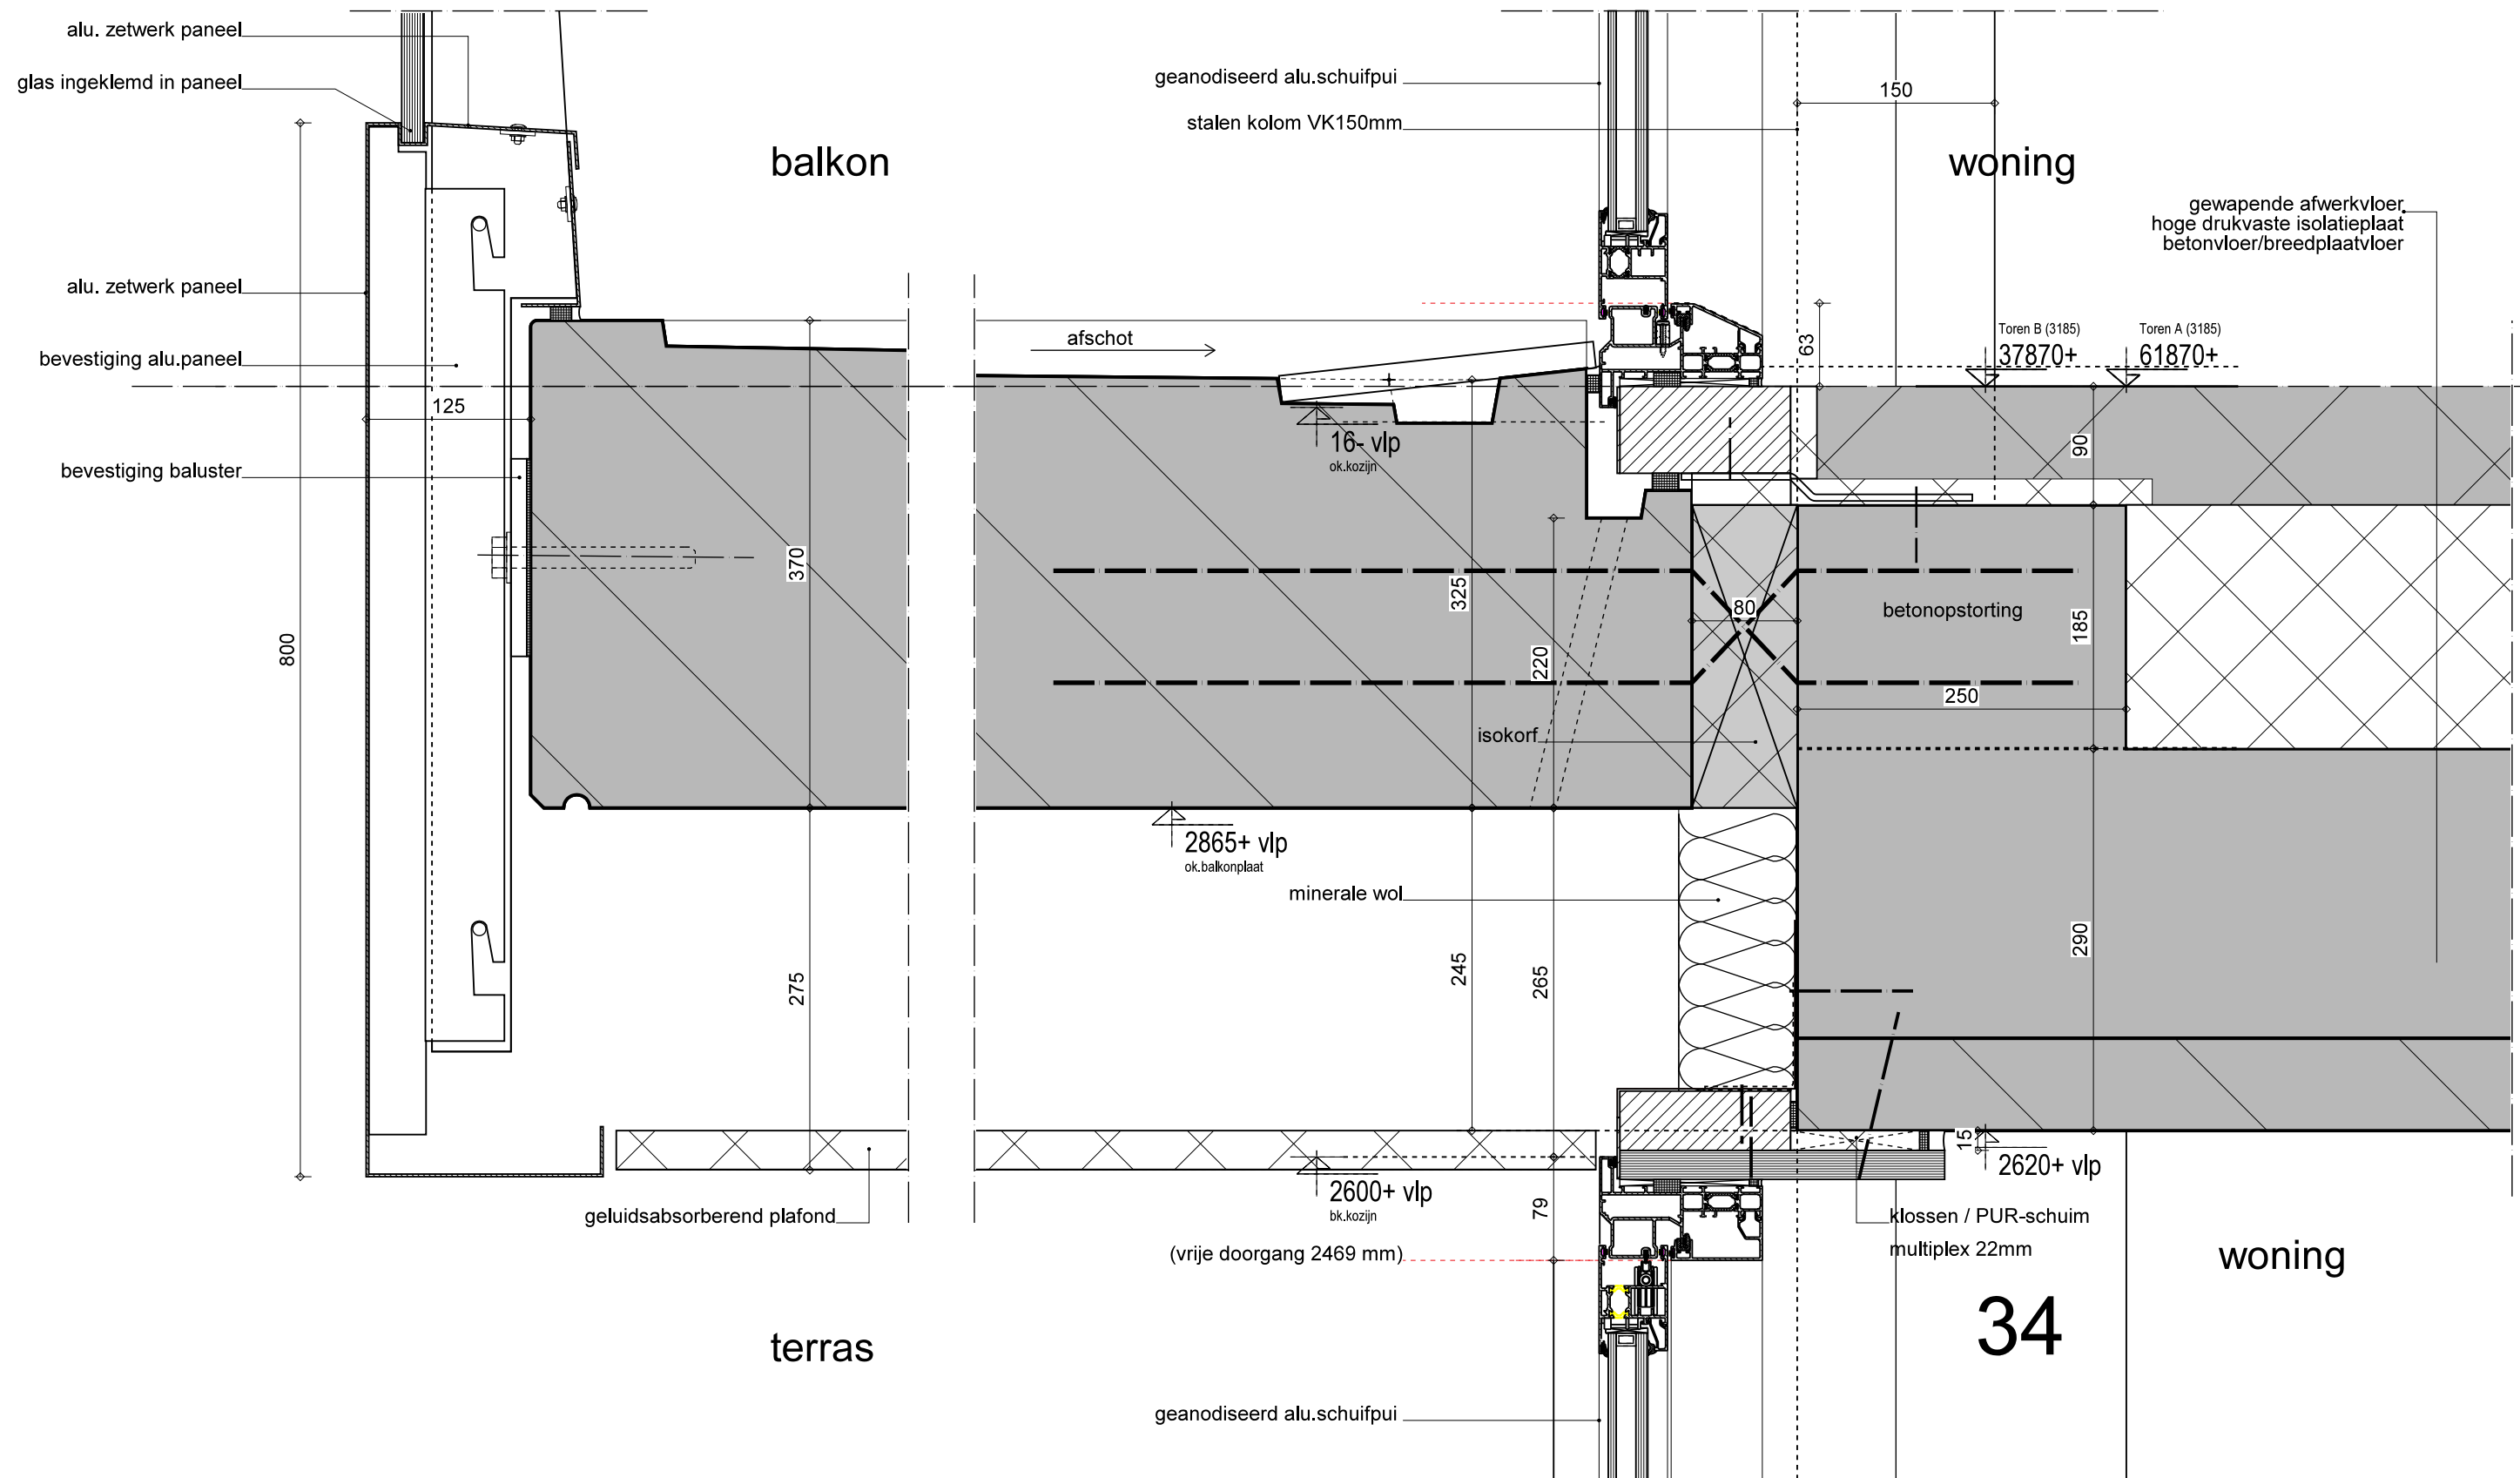 alu. zetwerk paneel
glas ingeklemd in paneel
geanodiseerd alu.schuifpui
150
stalen kolom VK150mm
balkon
woning
gewapende afwerkvloer
hoge drukvaste isolatieplaat
betonvloer/breedplaatvloer
alu. zetwerk paneel
bevestiging alu.paneel
afschot
63
Toren B (3185)
37870+
Toren A (3185)
61870+
125
bevestiging baluster
16- vlp
ok.kozijn
90
370
325
80
betonopstorting
185
800
220
250
isokorf
2865+ vlp
ok.balkonplaat
minerale wol
290
275
245
265
15
2620+ vlp
2600+ vlp
bk.kozijn
79
geluidsabsorberend plafond
klossen / PUR-schuim
multiplex 22mm
(vrije doorgang 2469 mm)
woning
34
terras
geanodiseerd alu.schuifpui